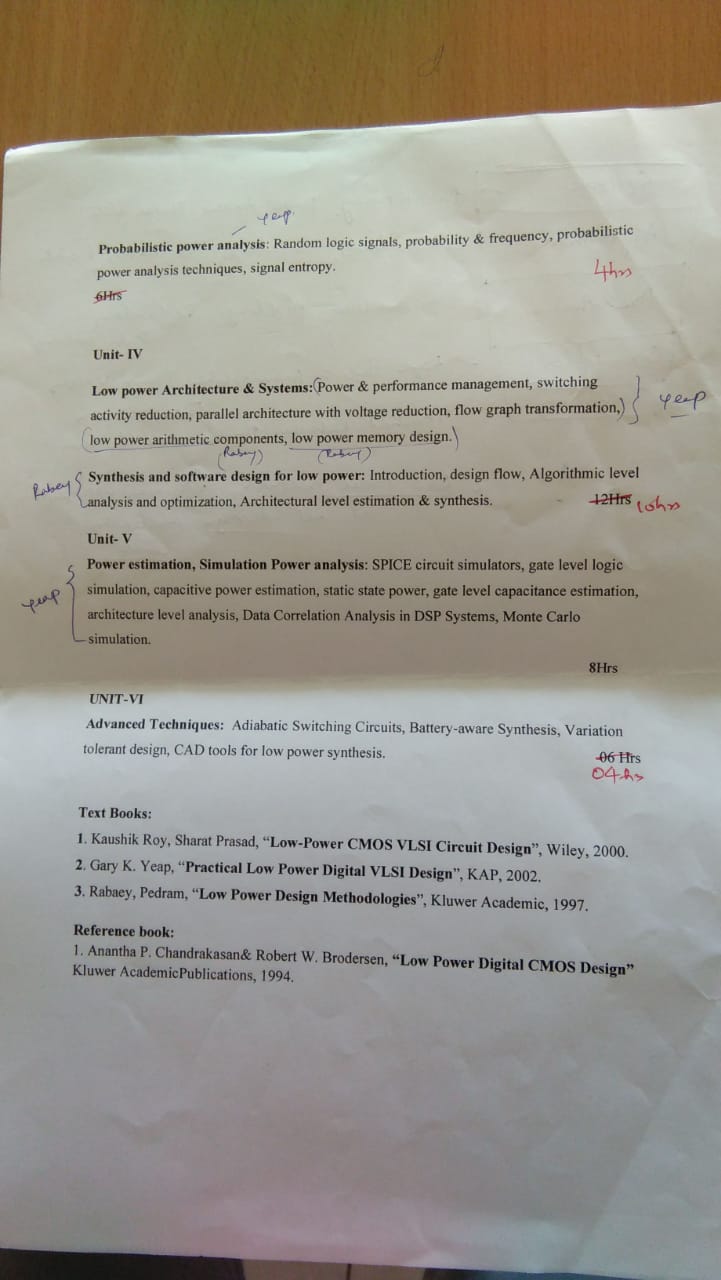 yeap
Probabilistic power analysis: Random logic signals, probability & frequency, probabilistic
power analysis techniques, signal entropy.
4hrs
6Hrs
Unit- IV
Low power Architecture & Systems: (Power & performance management, switching
activity reduction, parallel architecture with voltage reduction, flow graph transformation,)
yeap
(low power arithmetic components, low power memory design.)
(Rabey) (Rabey)
Rabey
Synthesis and software design for low power: Introduction, design flow, Algorithmic level
analysis and optimization, Architectural level estimation & synthesis. 12Hrs 10hrs
Unit- V
Power estimation, Simulation Power analysis: SPICE circuit simulators, gate level logic
yeap
simulation, capacitive power estimation, static state power, gate level capacitance estimation,
architecture level analysis, Data Correlation Analysis in DSP Systems, Monte Carlo
simulation.
8Hrs
UNIT-VI
Advanced Techniques: Adiabatic Switching Circuits, Battery-aware Synthesis, Variation
tolerant design, CAD tools for low power synthesis. 06 Hrs
04 hrs
Text Books:
1. Kaushik Roy, Sharat Prasad, “Low-Power CMOS VLSI Circuit Design”, Wiley, 2000.
2. Gary K. Yeap, “Practical Low Power Digital VLSI Design”, KAP, 2002.
3. Rabaey, Pedram, “Low Power Design Methodologies”, Kluwer Academic, 1997.
Reference book:
1. Anantha P. Chandrakasan& Robert W. Brodersen, “Low Power Digital CMOS Design”
Kluwer AcademicPublications, 1994.